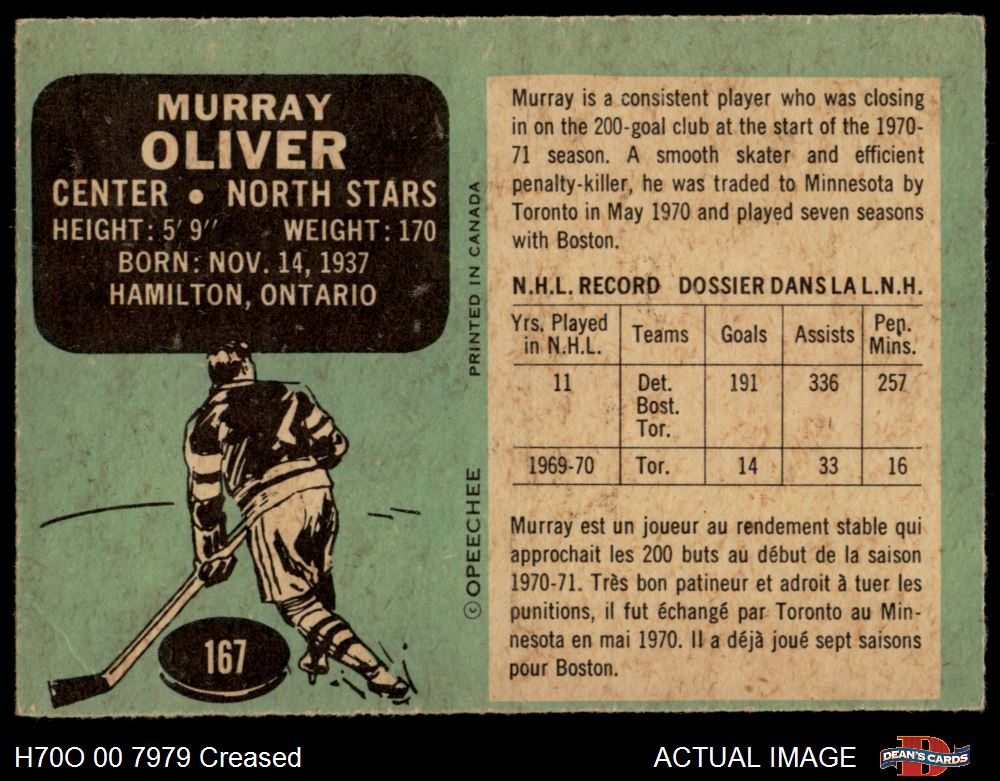 MURRAY
OLIVER
CENTER • NORTH STARS
HEIGHT: 5' 9" WEIGHT: 170
BORN: NOV. 14, 1937
HAMILTON, ONTARIO
167
© OPEECHEE PRINTED IN CANADA
Murray is a consistent player who was closing
in on the 200-goal club at the start of the 1970-
71 season. A smooth skater and efficient
penalty-killer, he was traded to Minnesota by
Toronto in May 1970 and played seven seasons
with Boston.
N.H.L. RECORD DOSSIER DANS LA L.N.H.
Yrs. Played Teams Goals Assists Pen.
in N.H.L. Mins.
11 Det. 191 336 257
Bost.
Tor.
1969-70 Tor. 14 33 16
Murray est un joueur au rendement stable qui
approchait les 200 buts au début de la saison
1970-71. Très bon patineur et adroit à tuer les
punitions, il fut échangé par Toronto au Min-
nesota en mai 1970. Il a déjà joué sept saisons
pour Boston.
H70O 00 7979 Creased ACTUAL IMAGE DEAN'S CARDS